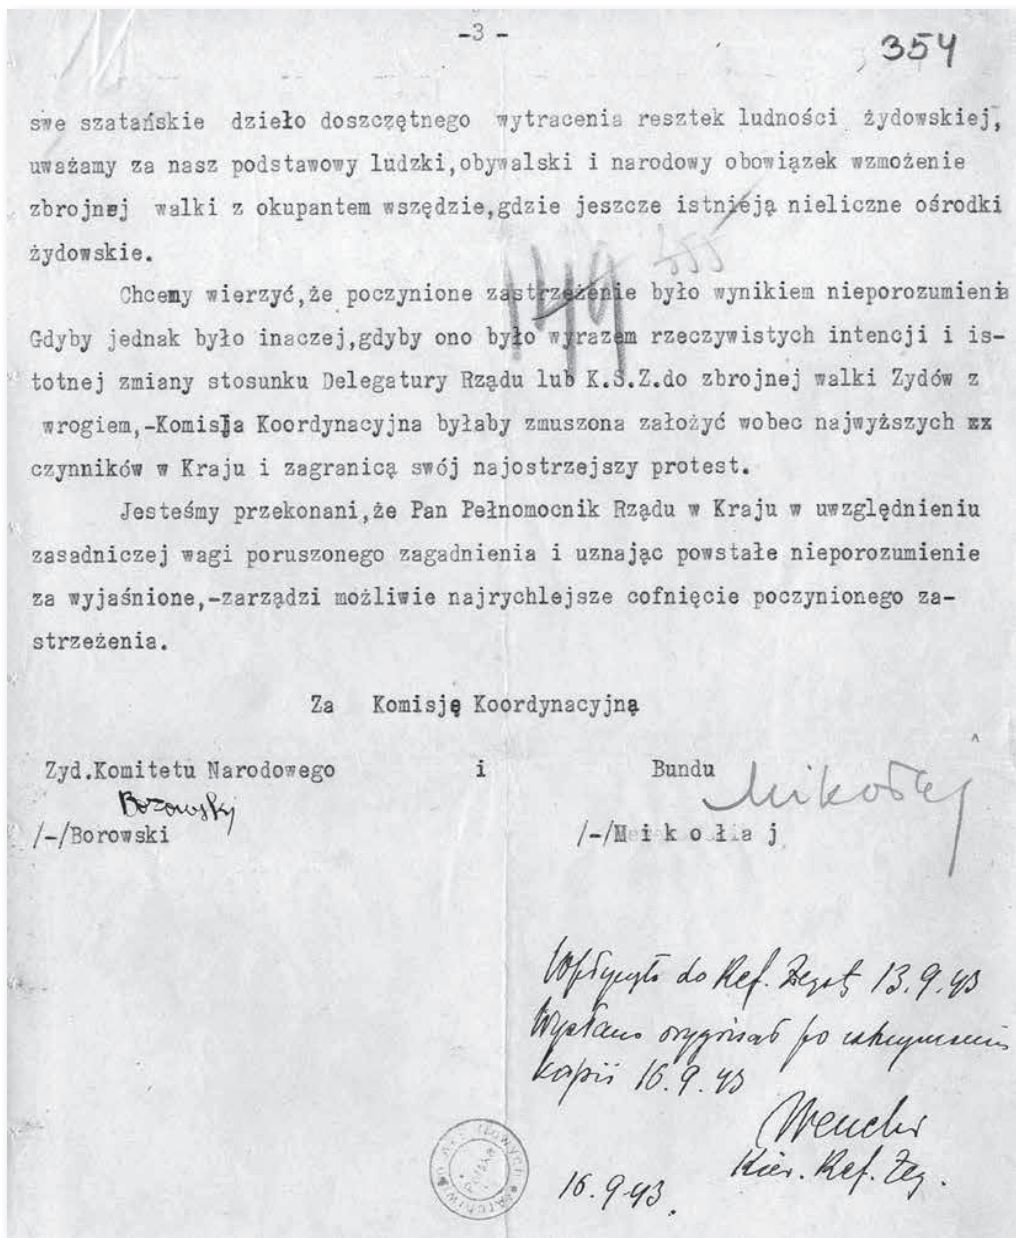 -3 -
354
swe szatańskie dzieło doszczętnego wytracenia resztek ludności żydowskiej,
uważamy za nasz podstawowy ludzki,obywalski i narodowy obowiązek wzmożenie
zbrojnej walki z okupantem wszędzie,gdzie jeszcze istnieją nieliczne ośrodki
żydowskie.
149 355
Chcemy wierzyć,że poczynione zastrzeżenie było wynikiem nieporozumienia
Gdyby jednak było inaczej,gdyby ono było wyrazem rzeczywistych intencji i is-
totnej zmiany stosunku Delegatury Rządu lub K.S.Z.do zbrojnej walki Zydów z
wrogiem,-Komisja Koordynacyjna byłaby zmuszona założyć wobec najwyższych xx
czynników w Kraju i zagranicą swój najostrzejszy protest.
Jesteśmy przekonani,że Pan Pełnomocnik Rządu w Kraju w uwzględnieniu
zasadniczej wagi poruszonego zagadnienia i uznając powstałe nieporozumienie
za wyjaśnione,-zarządzi możliwie najrychlejsze cofnięcie poczynionego za-
strzeżenia.
Za Komisję Koordynacyjną
Zyd.Komitetu Narodowego i Bundu
Borowski Mikołaj
/-/Borowski /-/M i k o ł a j
Wpłynęło do Ref. Żegoty 13.9.43
Wysłano oryginał po zatrzymaniu
kopii 16.9.43
Kier. Ref. Żeg.
16.9.43.